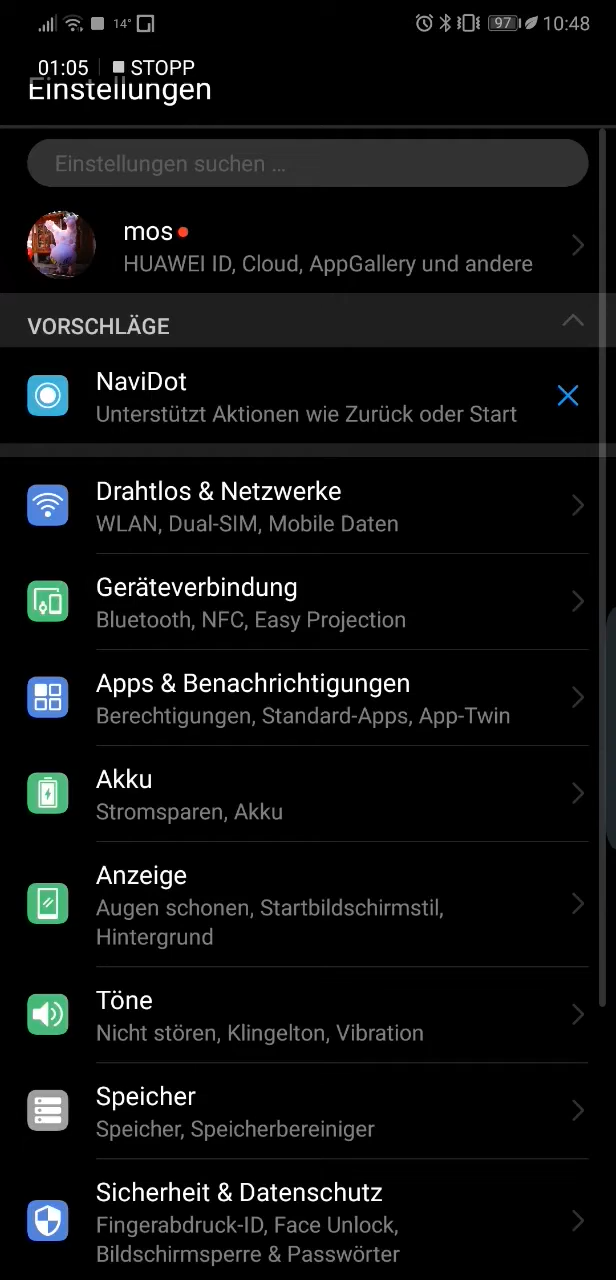 14° 97 10:48
01:05 STOPP
Einstellungen
Einstellungen suchen ...
mos
HUAWEI ID, Cloud, AppGallery und andere
VORSCHLÄGE
NaviDot
Unterstützt Aktionen wie Zurück oder Start
Drahtlos & Netzwerke
WLAN, Dual-SIM, Mobile Daten
Geräteverbindung
Bluetooth, NFC, Easy Projection
Apps & Benachrichtigungen
Berechtigungen, Standard-Apps, App-Twin
Akku
Stromsparen, Akku
Anzeige
Augen schonen, Startbildschirmstil,
Hintergrund
Töne
Nicht stören, Klingelton, Vibration
Speicher
Speicher, Speicherbereiniger
Sicherheit & Datenschutz
Fingerabdruck-ID, Face Unlock,
Bildschirmsperre & Passwörter